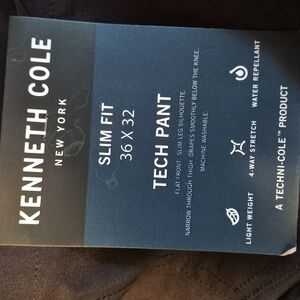 KENNETH COLE
NEW YORK
SLIM FIT
36 X 32
TECH PANT
FLAT FRONT. SLIM LEG SILHOUETTE.
NARROW THROUGH THIGH. DRAPES SMOOTHLY BELOW THE KNEE.
MACHINE WASHABLE.
LIGHT WEIGHT
4-WAY STRETCH
WATER REPELLANT
A TECHNI-COLE™ PRODUCT